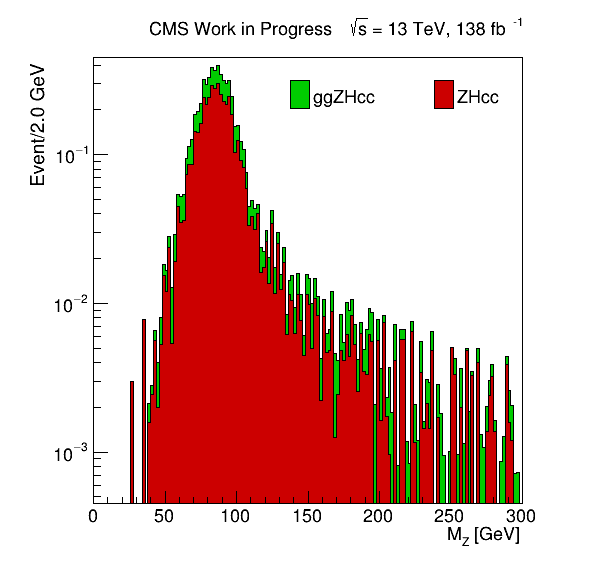 CMS Work in Progress √s = 13 TeV, 138 fb⁻¹
Event/2.0 GeV
ggZHcc ZHcc
10⁻¹
10⁻²
10⁻³
0 50 100 150 200 250 300
M_Z [GeV]